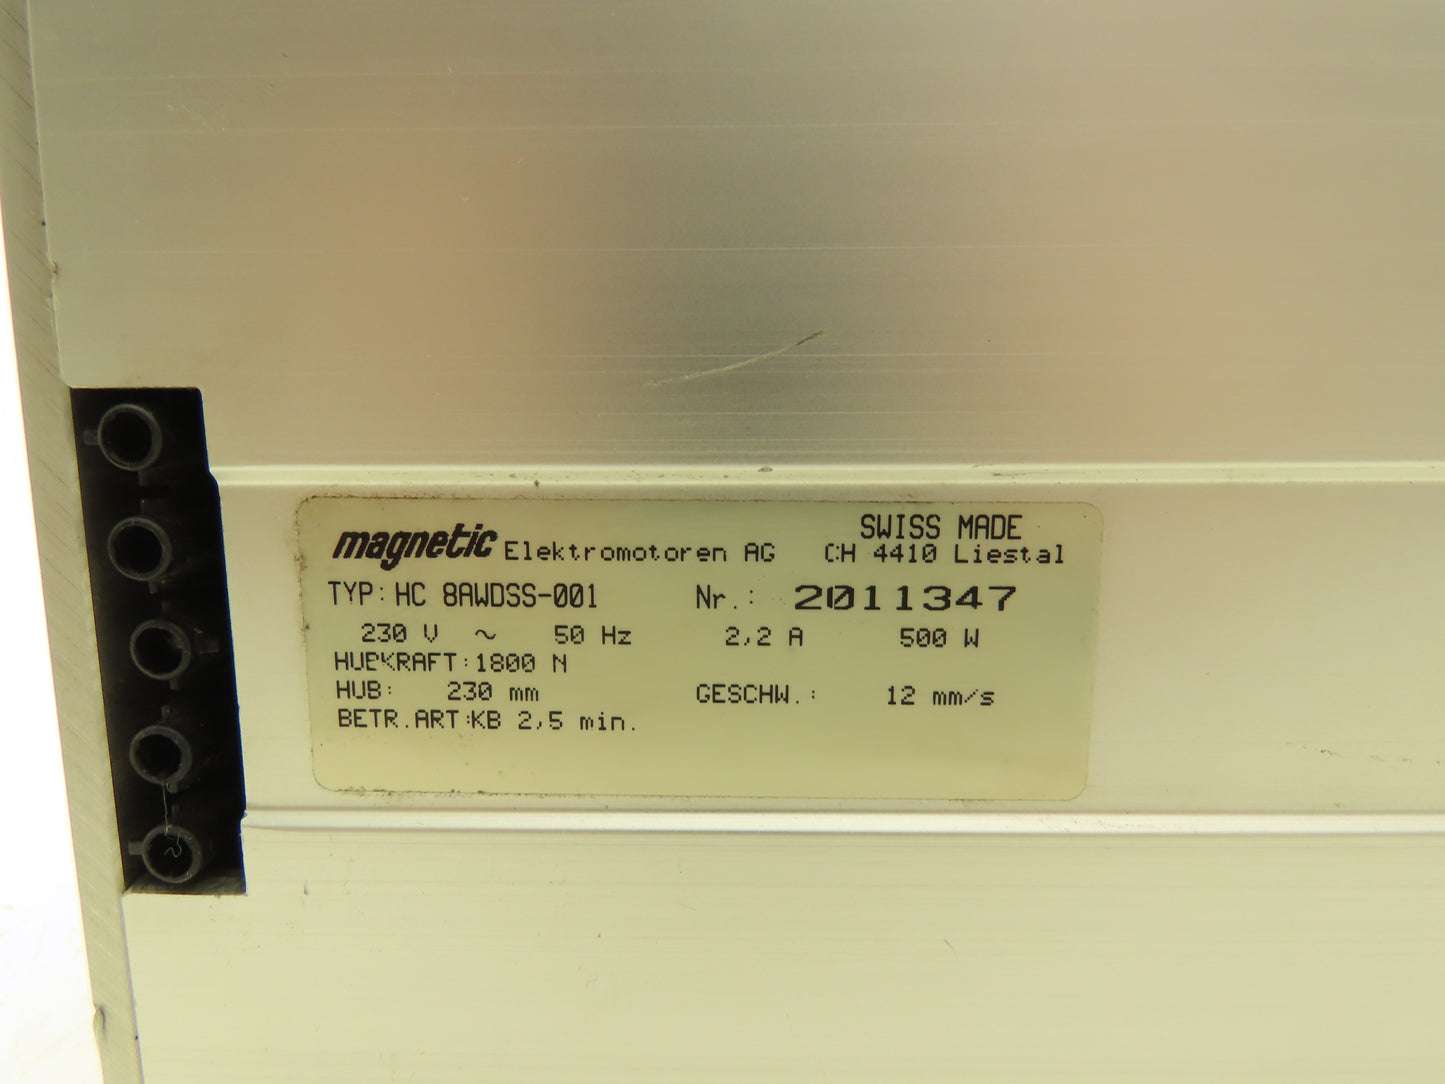 magnetic Elektromotoren AG SWISS MADE
CH 4410 Liestal
TYP: HC 8AWDSS-001 Nr.: 2011347
230 V ~ 50 Hz 2,2 A 500 W
HUBKRAFT: 1800 N
HUB: 230 mm GESCHW.: 12 mm/s
BETR.ART:KB 2,5 min.